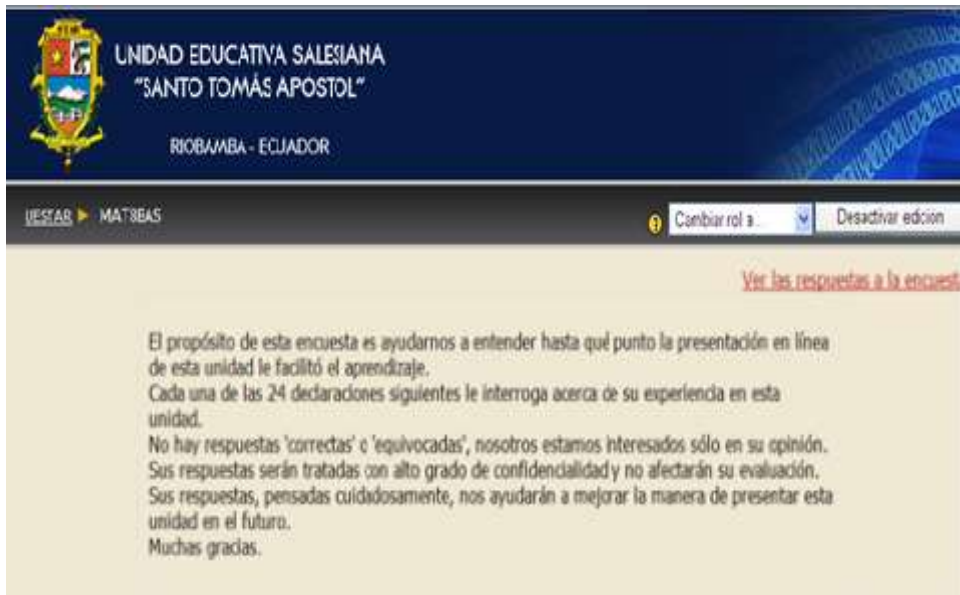 UNIDAD EDUCATIVA SALESIANA
"SANTO TOMÁS APOSTOL"
RIOBAMBA - ECUADOR
UESTAR ► MAT8EAS
Cambiar rol a... Desactivar edición
Ver las respuestas a la encuest
El propósito de esta encuesta es ayudarnos a entender hasta qué punto la presentación en línea
de esta unidad le facilitó el aprendizaje.
Cada una de las 24 declaraciones siguientes le interroga acerca de su experiencia en esta
unidad.
No hay respuestas 'correctas' o 'equivocadas', nosotros estamos interesados sólo en su opinión.
Sus respuestas serán tratadas con alto grado de confidencialidad y no afectarán su evaluación.
Sus respuestas, pensadas cuidadosamente, nos ayudarán a mejorar la manera de presentar esta
unidad en el futuro.
Muchas gracias.